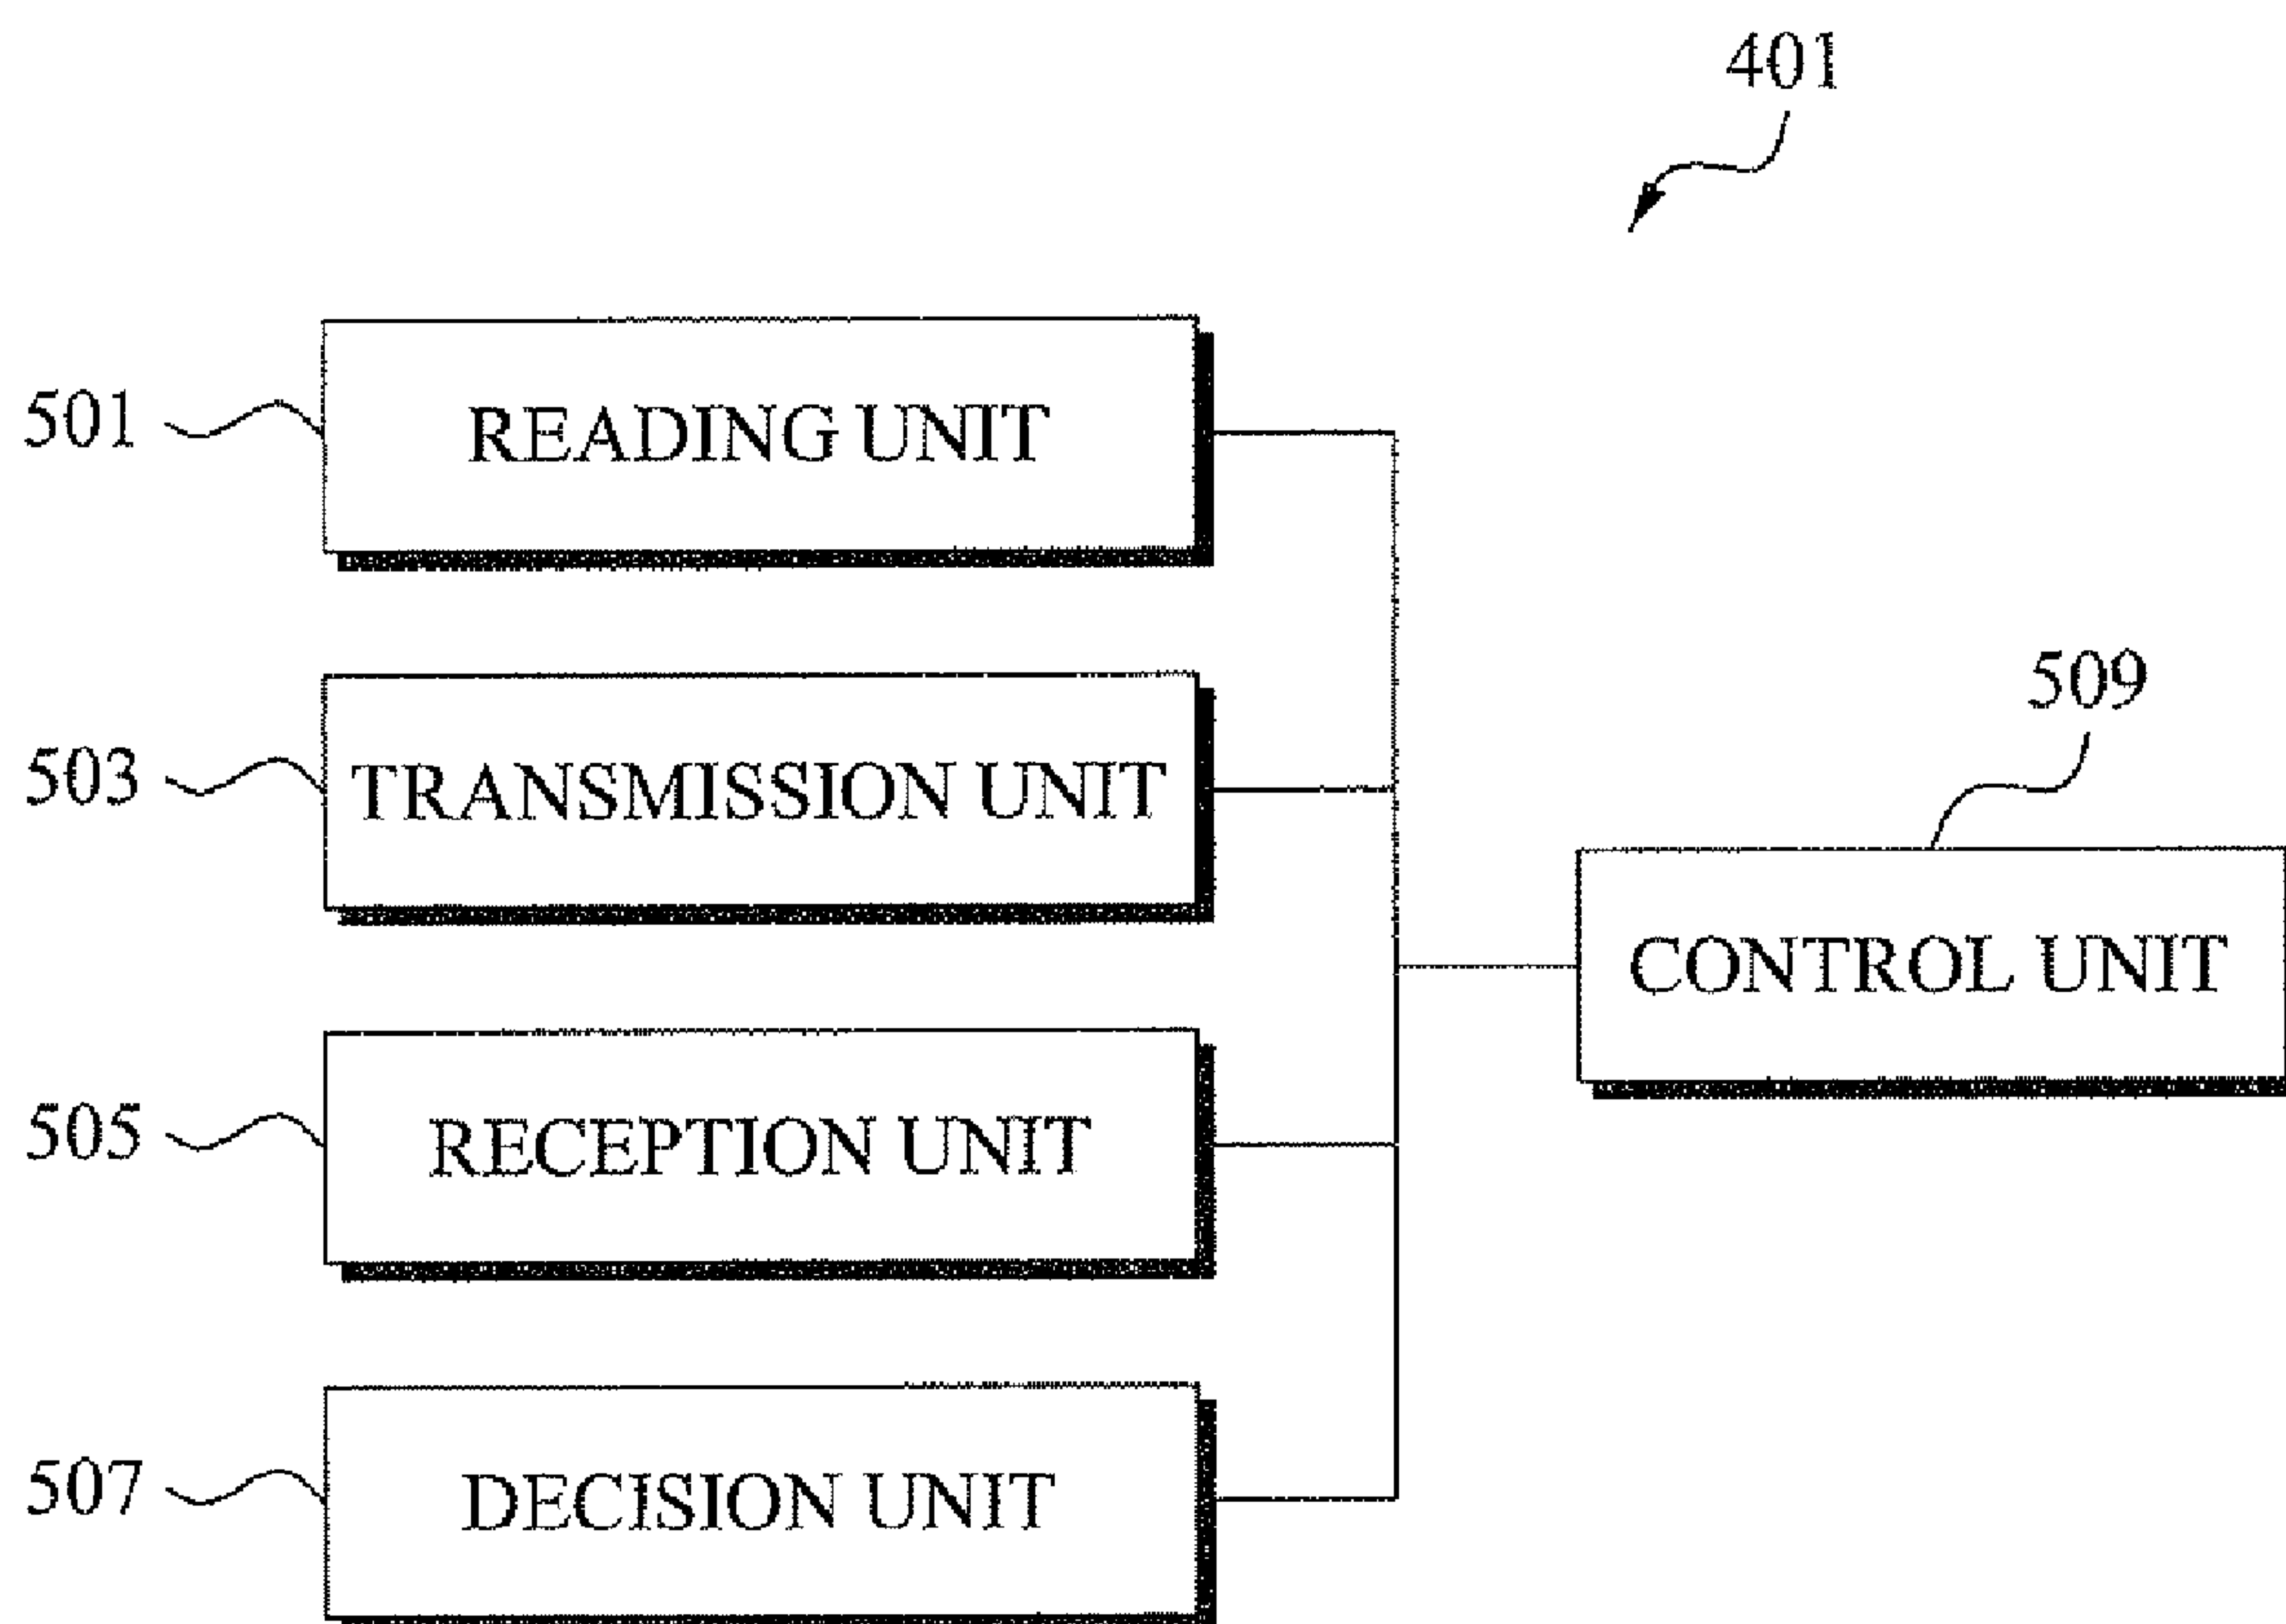 401
501
READING UNIT
503
TRANSMISSION UNIT
509
CONTROL UNIT
505
RECEPTION UNIT
507
DECISION UNIT